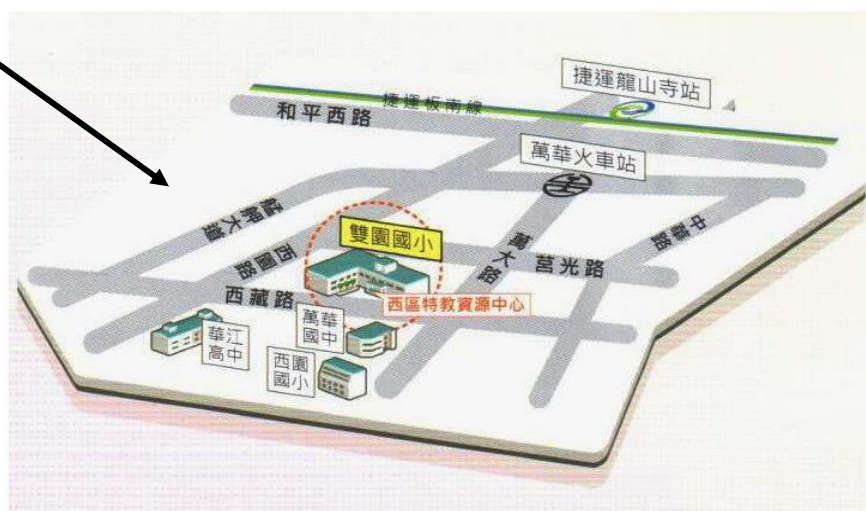 捷運龍山寺站
捷運板南線
和平西路
萬華火車站
艋舺大道
中華路
雙園國小
萬大路
莒光路
西園路
西藏路
西區特教資源中心
萬華
國中
華江
高中
西園
國小